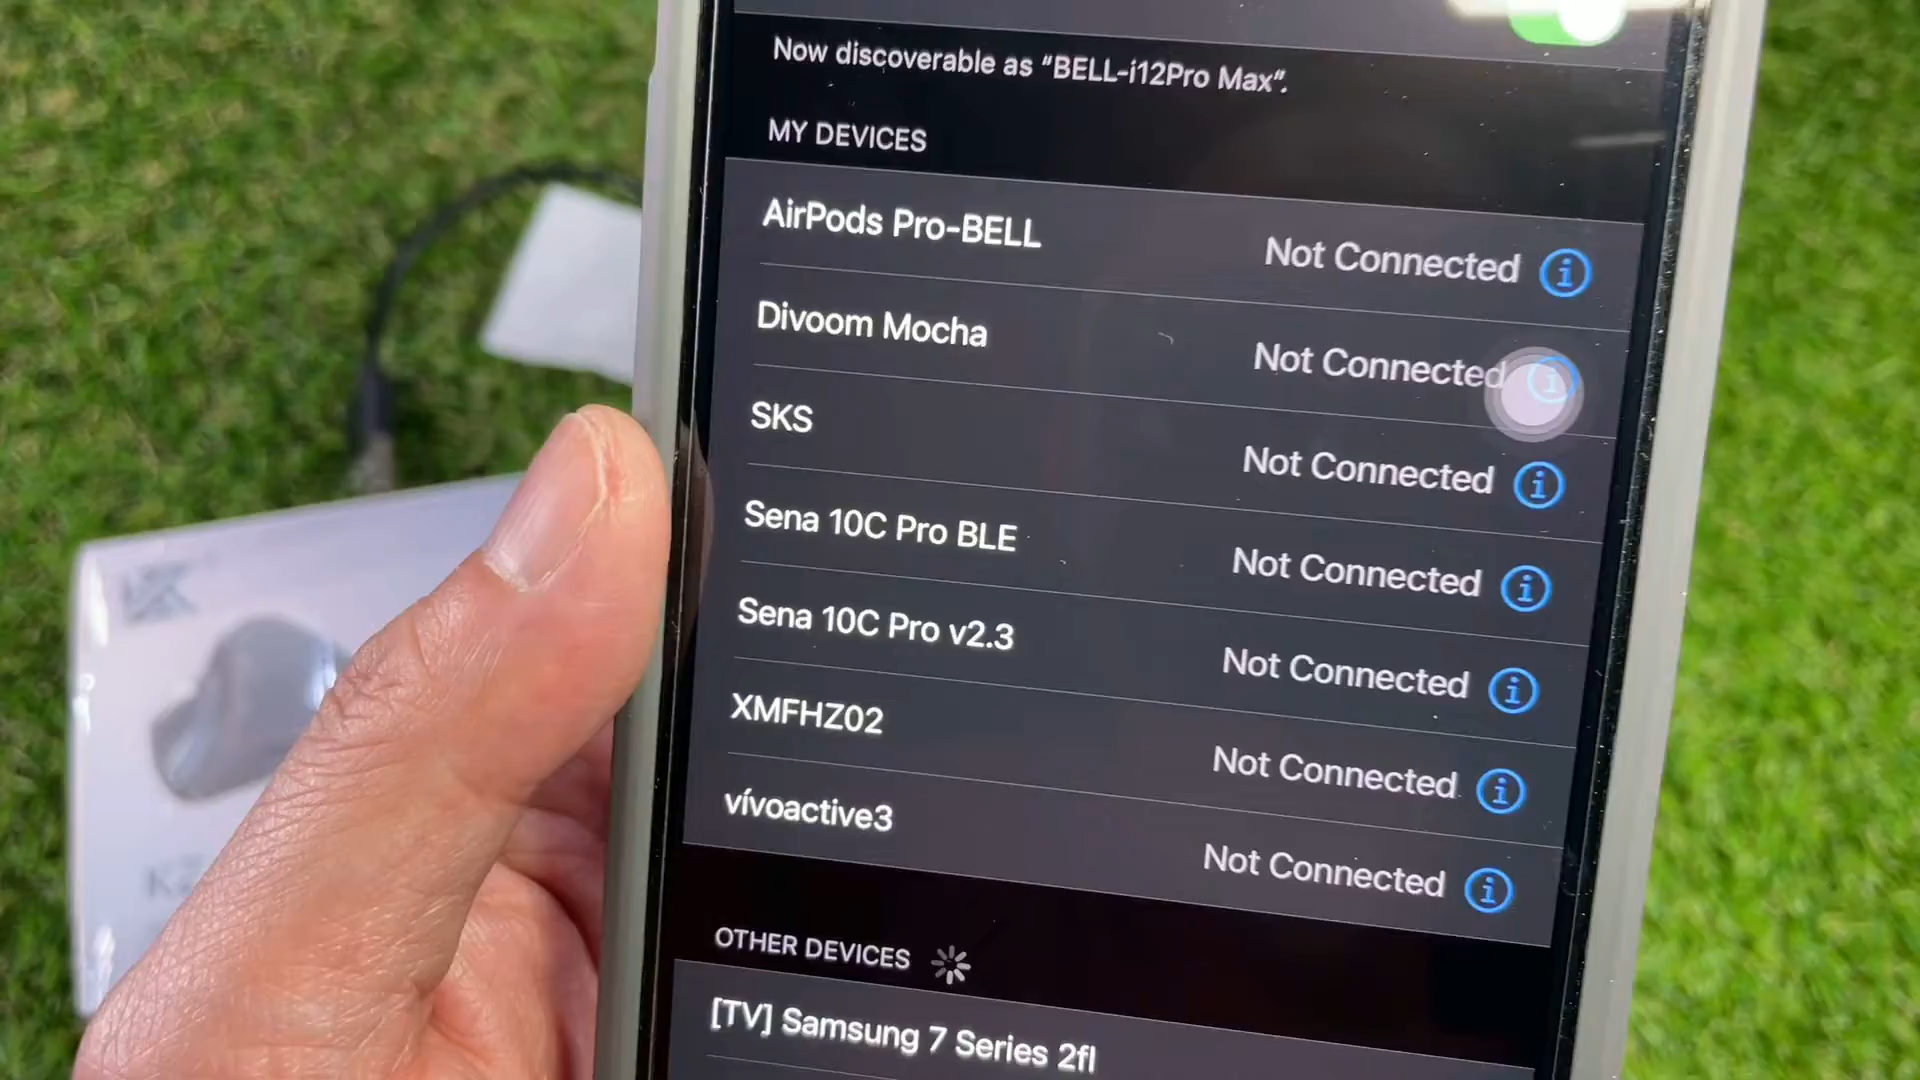 Now discoverable as “BELL-i12Pro Max”.
MY DEVICES
AirPods Pro-BELL Not Connected
Divoom Mocha Not Connected
SKS Not Connected
Sena 10C Pro BLE Not Connected
Sena 10C Pro v2.3 Not Connected
XMFHZ02 Not Connected
vívoactive3 Not Connected
OTHER DEVICES
[TV] Samsung 7 Series 2fl